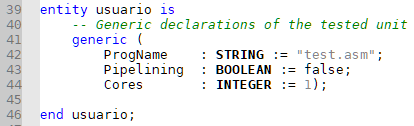 39 entity usuario is
40 -- Generic declarations of the tested unit
41 generic (
42 ProgName : STRING := "test.asm";
43 Pipelining : BOOLEAN := false;
44 Cores : INTEGER := 1);
45
46 end usuario;